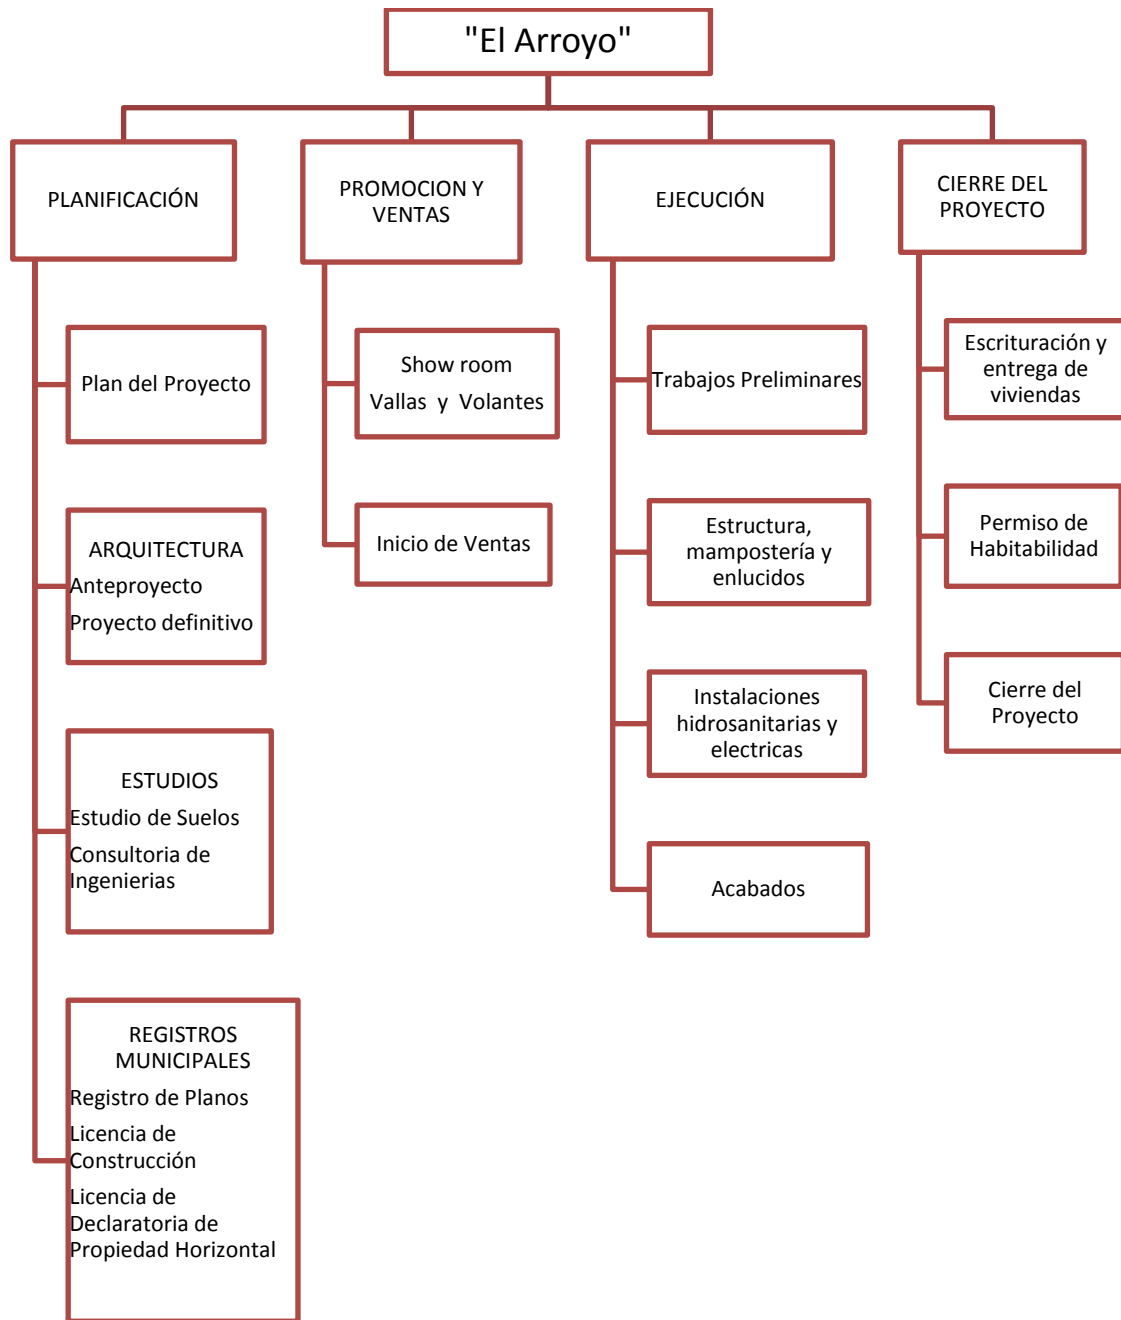 "El Arroyo"
PLANIFICACIÓN
Plan del Proyecto
ARQUITECTURA
Anteproyecto
Proyecto definitivo
ESTUDIOS
Estudio de Suelos
Consultoria de
Ingenierias
REGISTROS
MUNICIPALES
Registro de Planos
Licencia de
Construcción
Licencia de
Declaratoria de
Propiedad Horizontal
PROMOCION Y
VENTAS
Show room
Vallas y Volantes
Inicio de Ventas
EJECUCIÓN
Trabajos Preliminares
Estructura,
mampostería y
enlucidos
Instalaciones
hidrosanitarias y
electricas
Acabados
CIERRE DEL
PROYECTO
Escrituración y
entrega de
viviendas
Permiso de
Habitabilidad
Cierre del
Proyecto